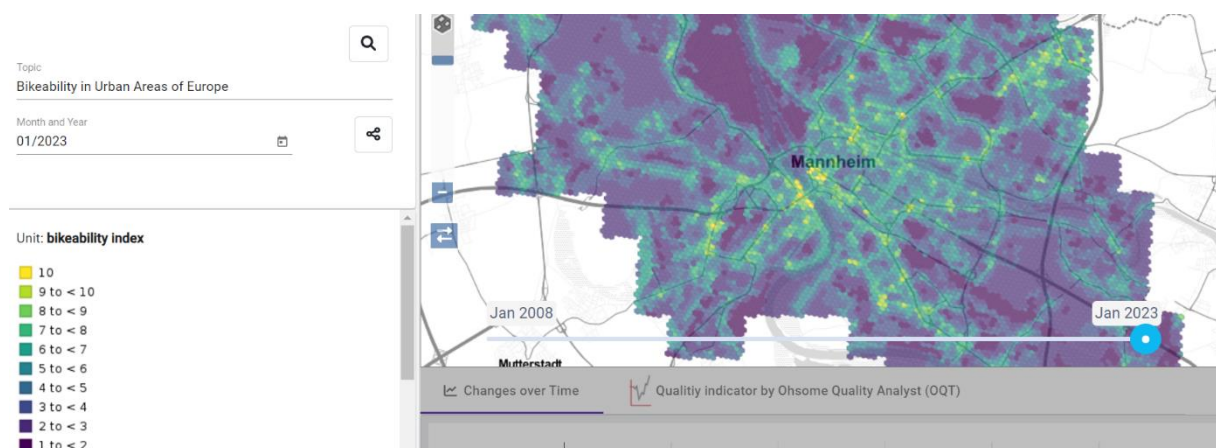 Topic
Bikeability in Urban Areas of Europe
Month and Year
01/2023
Unit: bikeability index
10
9 to < 10
8 to < 9
7 to < 8
6 to < 7
5 to < 6
4 to < 5
3 to < 4
2 to < 3
1 to < 2
Mannheim
Jan 2008
Jan 2023
Mutterstadt
Changes over Time
Qualitiy indicator by Ohsome Quality Analyst (OQT)